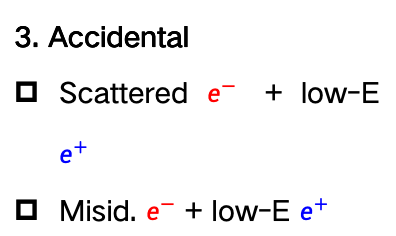 3. Accidental
Scattered e⁻ + low-E
e⁺
Misid. e⁻ + low-E e⁺